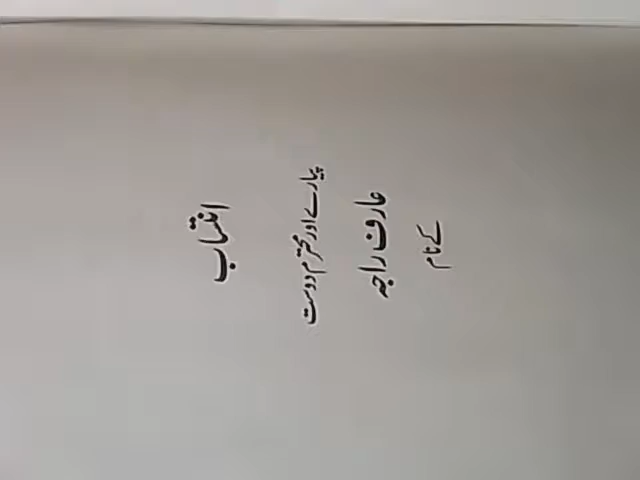 انتساب
پیارے اور محترم دوست
عارف راجہ
کے نام